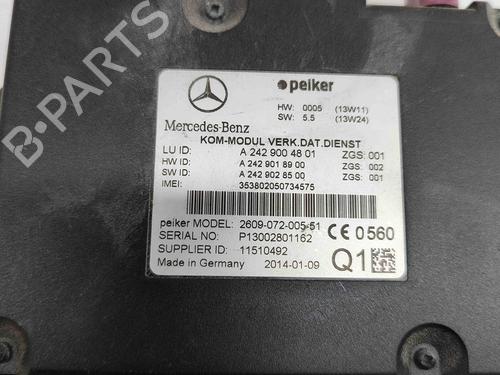 peiker
HW: 0005 (13W11)
SW: 5.5 (13W24)
Mercedes-Benz
KOM-MODUL VERK.DAT.DIENST
LU ID: A 242 900 48 01 ZGS: 001
HW ID: A 242 901 89 00 ZGS: 002
SW ID: A 242 902 85 00 ZGS: 001
IMEI: 353802050734575
peiker MODEL: 2609-072-005-51
SERIAL NO: P13002801162
CE 0560
SUPPLIER ID: 11510492
Made in Germany 2014-01-09
Q1
B-PARTS